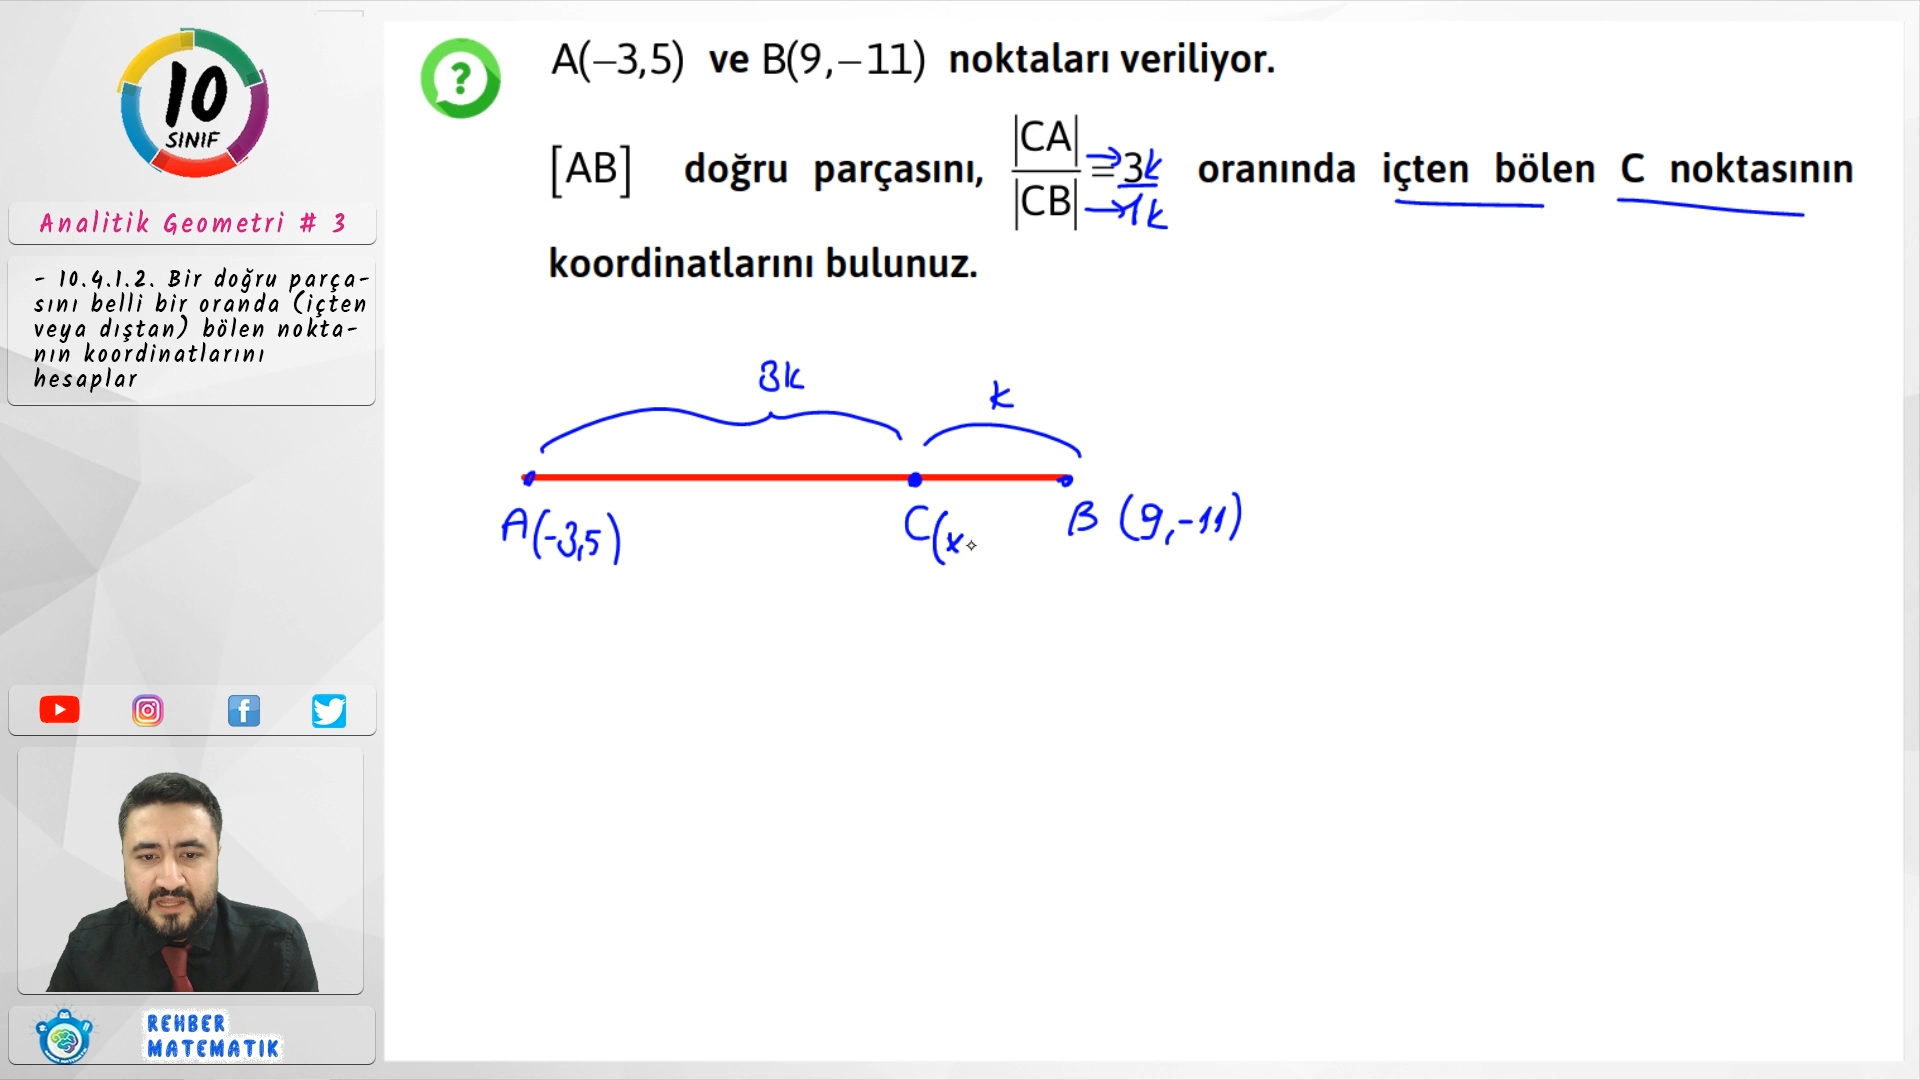 10
SINIF
Analitik Geometri # 3
- 10.4.1.2. Bir doğru parça-
sını belli bir oranda (içten
veya dıştan) bölen nokta-
nın koordinatlarını
hesaplar
REHBER
MATEMATİK
?
A(−3,5) ve B(9,−11) noktaları veriliyor.
[AB] doğru parçasını, |CA| / |CB| = 3 oranında içten bölen C noktasının
→ k
→ 1k
koordinatlarını bulunuz.
3k
k
A(-3,5)
C(x
B (9,-11)